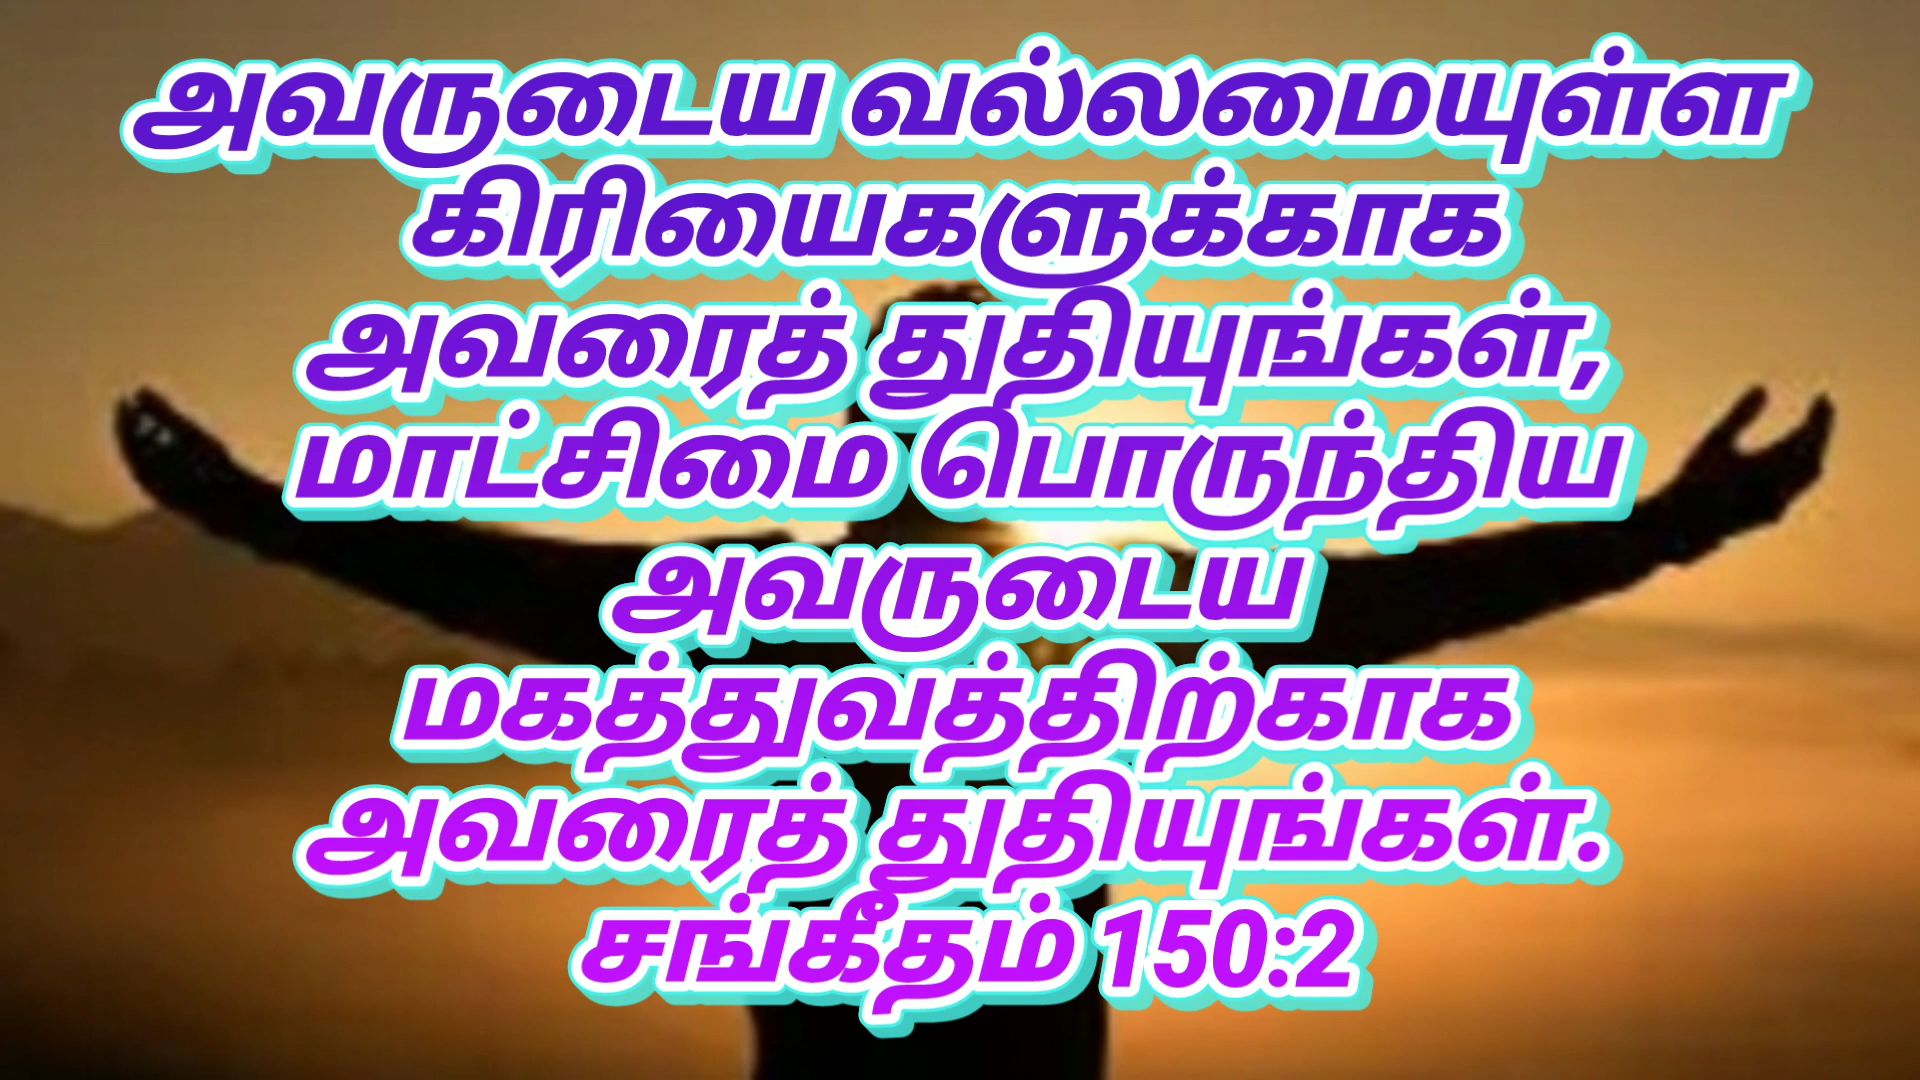 அவருடைய வல்லமையுள்ள
கிரியைகளுக்காக
அவரைத் துதியுங்கள்,
மாட்சிமை பொருந்திய
அவருடைய
மகத்துவத்திற்காக
அவரைத் துதியுங்கள்.
சங்கீதம் 150:2